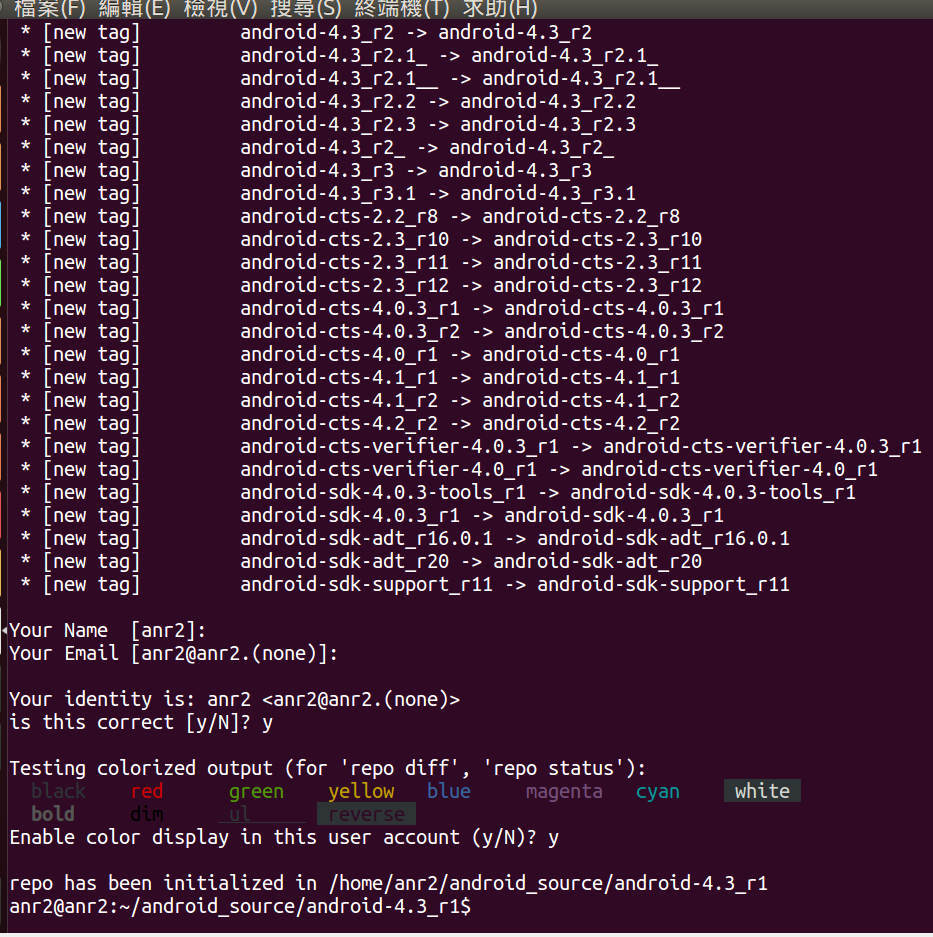 檔案(F) 編輯(E) 檢視(V) 搜尋(S) 終端機(T) 求助(H)
* [new tag] android-4.3_r2 -> android-4.3_r2
* [new tag] android-4.3_r2.1_ -> android-4.3_r2.1_
* [new tag] android-4.3_r2.1__ -> android-4.3_r2.1__
* [new tag] android-4.3_r2.2 -> android-4.3_r2.2
* [new tag] android-4.3_r2.3 -> android-4.3_r2.3
* [new tag] android-4.3_r2_ -> android-4.3_r2_
* [new tag] android-4.3_r3 -> android-4.3_r3
* [new tag] android-4.3_r3.1 -> android-4.3_r3.1
* [new tag] android-cts-2.2_r8 -> android-cts-2.2_r8
* [new tag] android-cts-2.3_r10 -> android-cts-2.3_r10
* [new tag] android-cts-2.3_r11 -> android-cts-2.3_r11
* [new tag] android-cts-2.3_r12 -> android-cts-2.3_r12
* [new tag] android-cts-4.0.3_r1 -> android-cts-4.0.3_r1
* [new tag] android-cts-4.0.3_r2 -> android-cts-4.0.3_r2
* [new tag] android-cts-4.0_r1 -> android-cts-4.0_r1
* [new tag] android-cts-4.1_r1 -> android-cts-4.1_r1
* [new tag] android-cts-4.1_r2 -> android-cts-4.1_r2
* [new tag] android-cts-4.2_r2 -> android-cts-4.2_r2
* [new tag] android-cts-verifier-4.0.3_r1 -> android-cts-verifier-4.0.3_r1
* [new tag] android-cts-verifier-4.0_r1 -> android-cts-verifier-4.0_r1
* [new tag] android-sdk-4.0.3-tools_r1 -> android-sdk-4.0.3-tools_r1
* [new tag] android-sdk-4.0.3_r1 -> android-sdk-4.0.3_r1
* [new tag] android-sdk-adt_r16.0.1 -> android-sdk-adt_r16.0.1
* [new tag] android-sdk-adt_r20 -> android-sdk-adt_r20
* [new tag] android-sdk-support_r11 -> android-sdk-support_r11
Your Name  [anr2]:
Your Email [anr2@anr2.(none)]:
Your identity is: anr2 <anr2@anr2.(none)>
is this correct [y/N]? y
Testing colorized output (for 'repo diff', 'repo status'):
black red green yellow blue magenta cyan white
bold dim ul reverse
Enable color display in this user account (y/N)? y
repo has been initialized in /home/anr2/android_source/android-4.3_r1
anr2@anr2:~/android_source/android-4.3_r1$